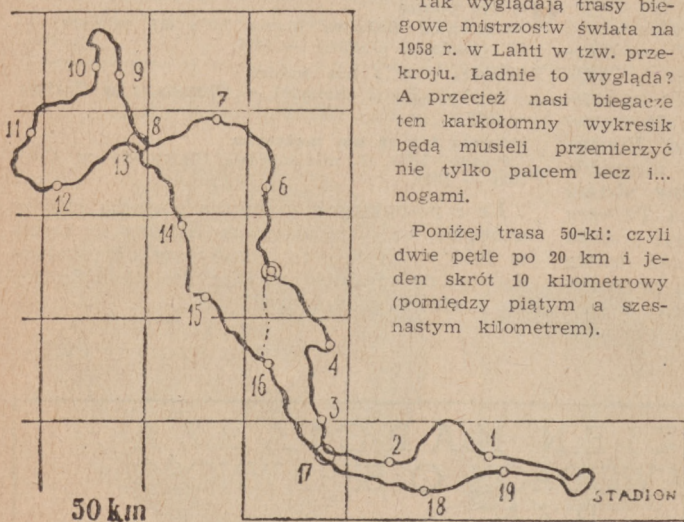 Tak wyglądają trasy bie-
gowe mistrzostw świata na
1958 r. w Lahti w tzw. prze-
kroju. Ładnie to wygląda?
A przecież nasi biegacze
ten karkołomny wykresik
będą musieli przemierzyć
nie tylko palcem lecz i...
nogami.
Poniżej trasa 50-ki: czyli
dwie pętle po 20 km i je-
den skrót 10 kilometrowy
(pomiędzy piątym a szes-
nastym kilometrem).
10
9
7
11
8
13
12
6
14
15
4
16
3
17
2
1
19
18
STADION
50 km